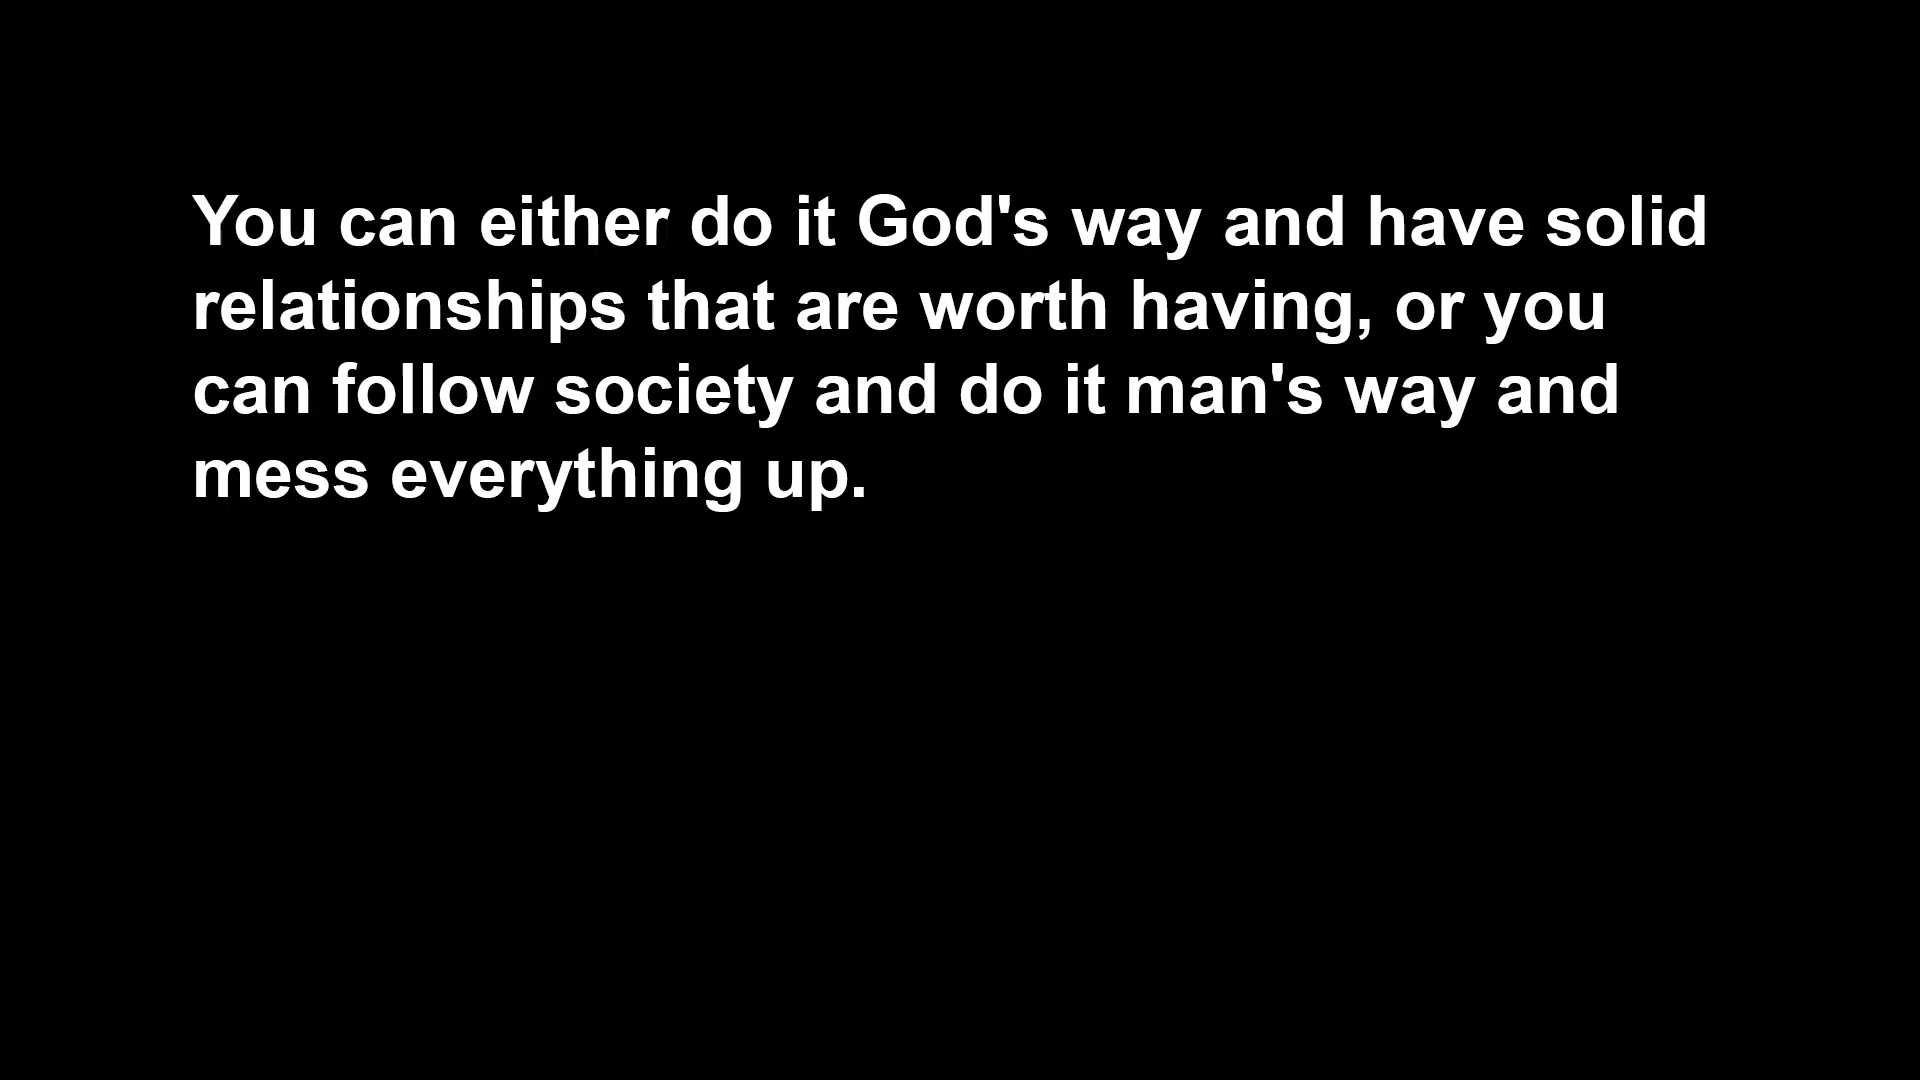 You can either do it God's way and have solid
relationships that are worth having, or you
can follow society and do it man's way and
mess everything up.